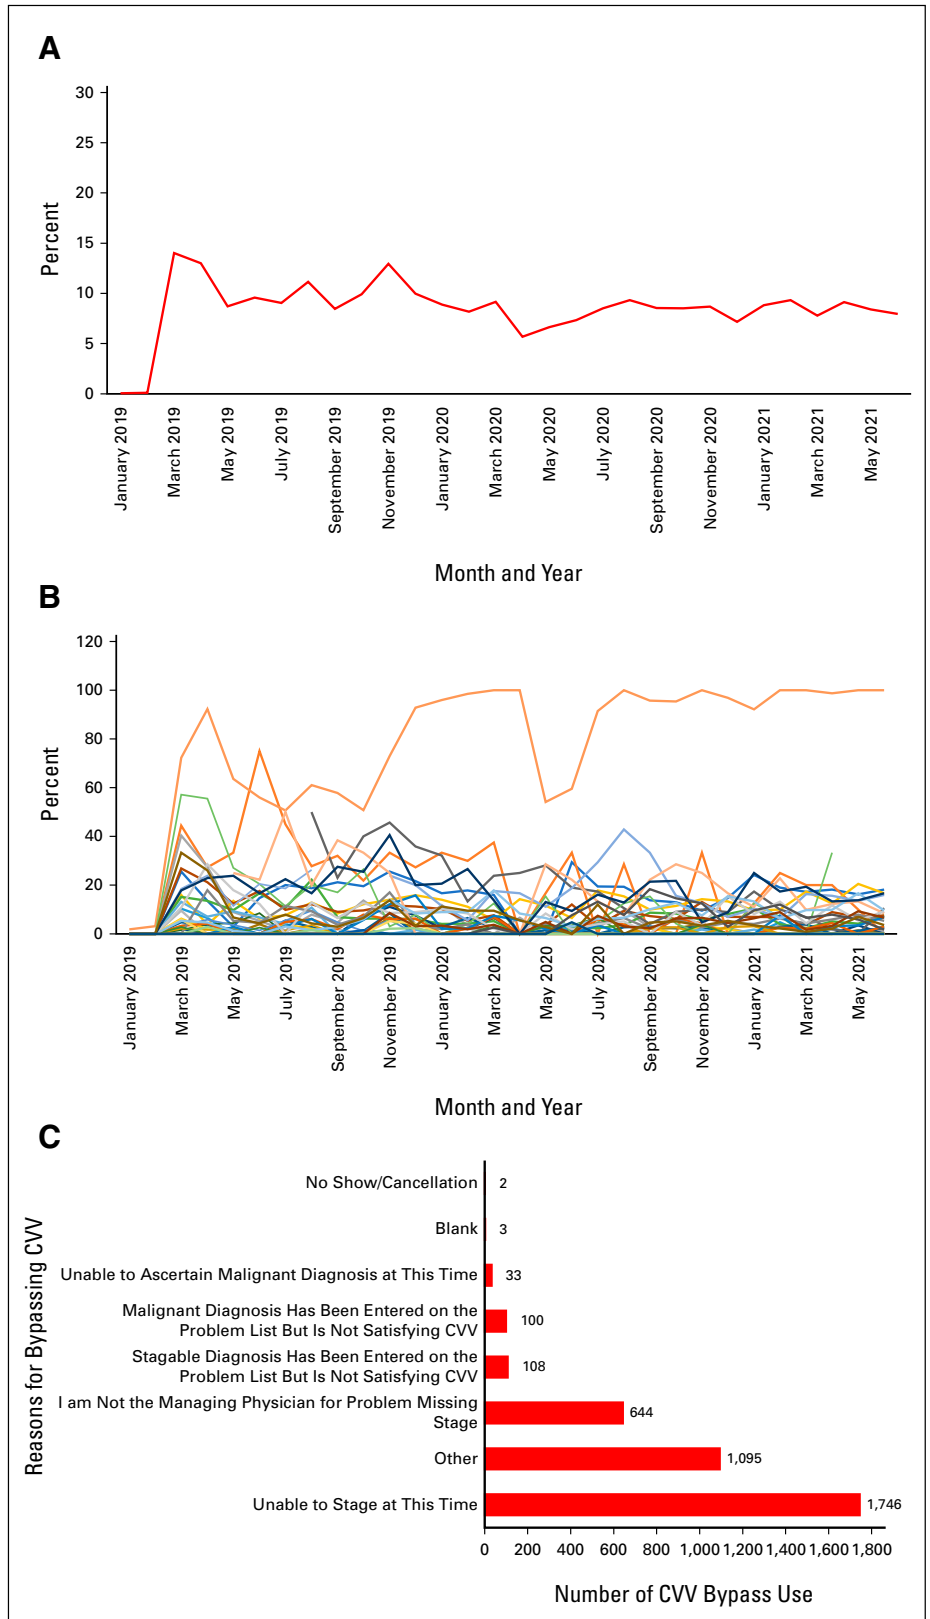 A
30
25
20
15
10
5
0
Percent
January 2019
March 2019
May 2019
July 2019
September 2019
November 2019
January 2020
March 2020
May 2020
July 2020
September 2020
November 2020
January 2021
March 2021
May 2021
Month and Year
B
120
100
80
60
40
20
0
Percent
January 2019
March 2019
May 2019
July 2019
September 2019
November 2019
January 2020
March 2020
May 2020
July 2020
September 2020
November 2020
January 2021
March 2021
May 2021
Month and Year
C
Reasons for Bypassing CVV
No Show/Cancellation 2
Blank 3
Unable to Ascertain Malignant Diagnosis at This Time 33
Malignant Diagnosis Has Been Entered on the
Problem List But Is Not Satisfying CVV
100
Stagable Diagnosis Has Been Entered on the
Problem List But Is Not Satisfying CVV
108
I am Not the Managing Physician for Problem Missing
Stage
644
Other 1,095
Unable to Stage at This Time 1,746
0 200 400 600 800 1,000 1,200 1,400 1,600 1,800
Number of CVV Bypass Use